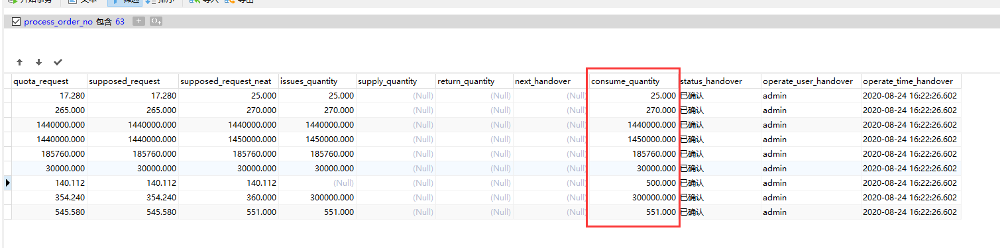 process_order_no 包含 63
quota_request supposed_request supposed_request_neat issues_quantity supply_quantity return_quantity next_handover consume_quantity status_handover operate_user_handover operate_time_handover
17.280 17.280 25.000 25.000 (Null) (Null) (Null) 25.000 已确认 admin 2020-08-24 16:22:26.602
265.000 265.000 270.000 270.000 (Null) (Null) (Null) 270.000 已确认 admin 2020-08-24 16:22:26.602
1440000.000 1440000.000 1440000.000 1440000.000 (Null) (Null) (Null) 1440000.000 已确认 admin 2020-08-24 16:22:26.602
1440000.000 1440000.000 1450000.000 1450000.000 (Null) (Null) (Null) 1450000.000 已确认 admin 2020-08-24 16:22:26.602
185760.000 185760.000 185760.000 185760.000 (Null) (Null) (Null) 185760.000 已确认 admin 2020-08-24 16:22:26.602
30000.000 30000.000 30000.000 30000.000 (Null) (Null) (Null) 30000.000 已确认 admin 2020-08-24 16:22:26.602
140.112 140.112 140.112 (Null) (Null) (Null) (Null) 500.000 已确认 admin 2020-08-24 16:22:26.602
354.240 354.240 360.000 300000.000 (Null) (Null) (Null) 300000.000 已确认 admin 2020-08-24 16:22:26.602
545.580 545.580 551.000 551.000 (Null) (Null) (Null) 551.000 已确认 admin 2020-08-24 16:22:26.602